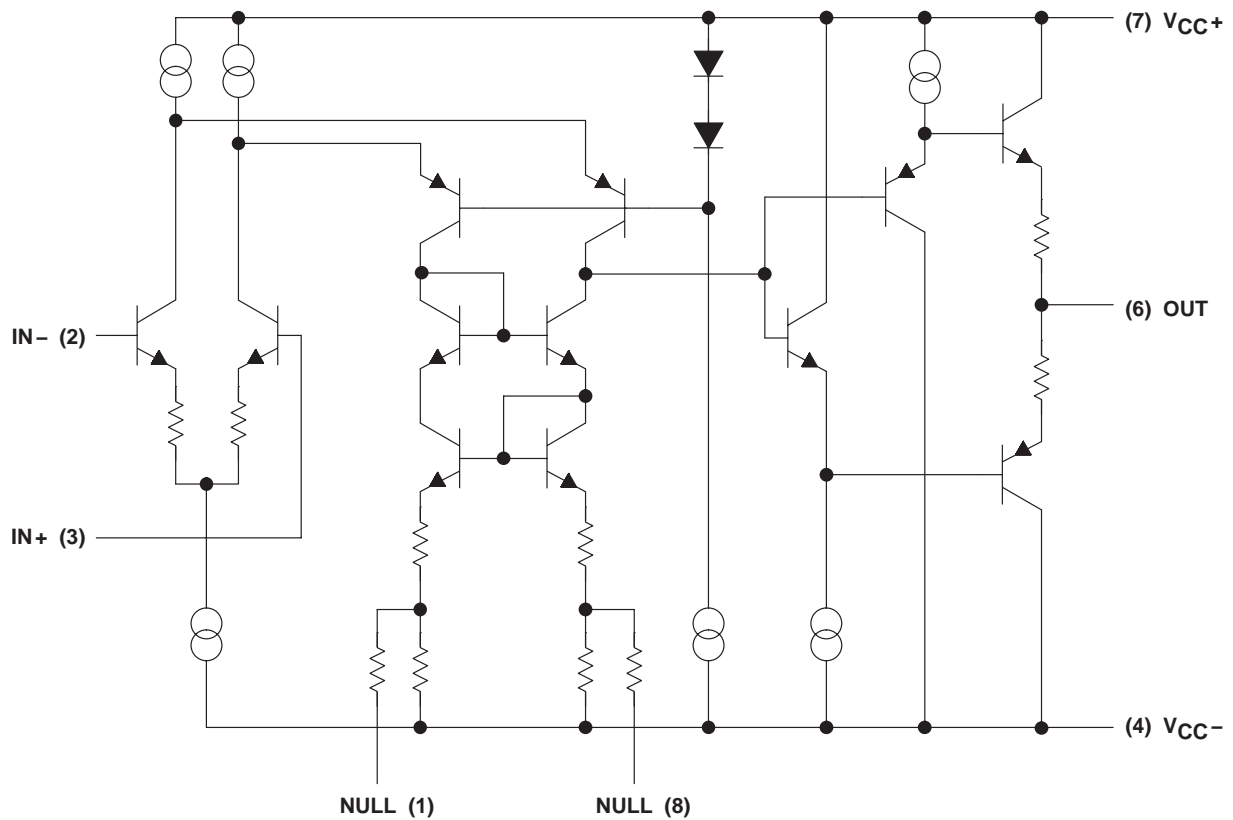 (7) VCC+
(6) OUT
IN− (2)
IN+ (3)
(4) VCC−
NULL (1)
NULL (8)